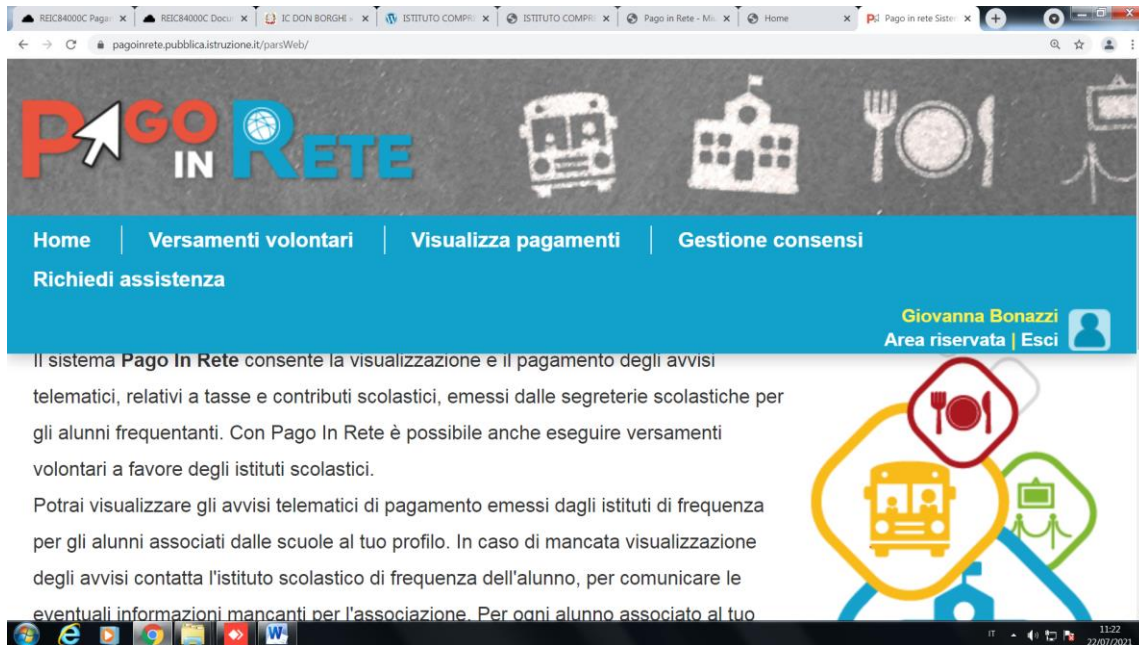 REIC84000C Pagar
REIC84000C Docur
IC DON BORGHI
ISTITUTO COMPR
ISTITUTO COMPR
Pago in Rete - Mi
Home
Pago in rete Sister
pagoinrete.pubblica.istruzione.it/parsWeb/
PAGO
IN RETE
Home
Versamenti volontari
Visualizza pagamenti
Gestione consensi
Richiedi assistenza
Giovanna Bonazzi
Area riservata | Esci
Il sistema Pago In Rete consente la visualizzazione e il pagamento degli avvisi
telematici, relativi a tasse e contributi scolastici, emessi dalle segreterie scolastiche per
gli alunni frequentanti. Con Pago In Rete è possibile anche eseguire versamenti
volontari a favore degli istituti scolastici.
Potrai visualizzare gli avvisi telematici di pagamento emessi dagli istituti di frequenza
per gli alunni associati dalle scuole al tuo profilo. In caso di mancata visualizzazione
degli avvisi contatta l'istituto scolastico di frequenza dell'alunno, per comunicare le
eventuali informazioni mancanti per l'associazione. Per ogni alunno associato al tuo
IT
11:22
22/07/2021